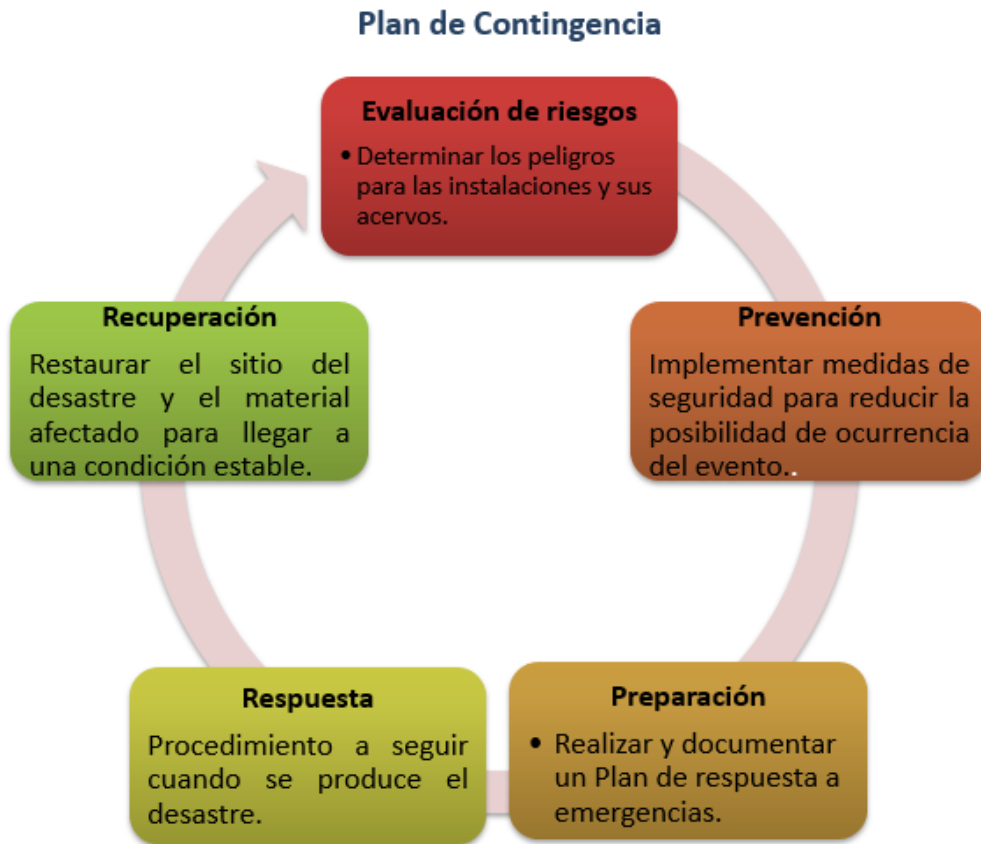 Plan de Contingencia
Evaluación de riesgos
• Determinar los peligros
para las instalaciones y sus
acervos.
Prevención
Implementar medidas de
seguridad para reducir la
posibilidad de ocurrencia
del evento..
Preparación
• Realizar y documentar
un Plan de respuesta a
emergencias.
Respuesta
Procedimiento a seguir
cuando se produce el
desastre.
Recuperación
Restaurar el sitio del
desastre y el material
afectado para llegar a
una condición estable.